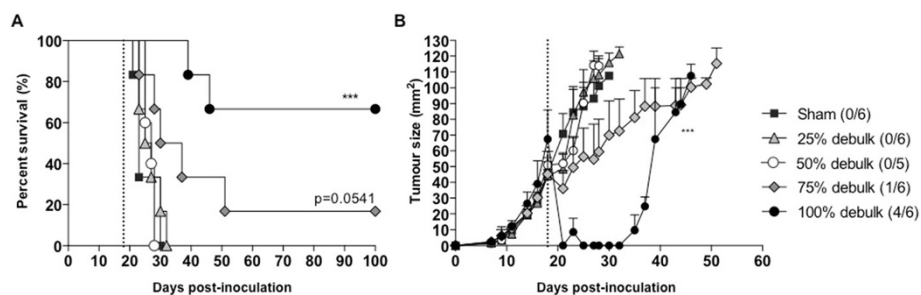 A
Percent survival (%)
100
80
60
40
20
0
***
p=0.0541
0 10 20 30 40 50 60 70 80 90 100
Days post-inoculation
B
Tumour size (mm²)
130
120
110
100
90
80
70
60
50
40
30
20
10
0
***
0 10 20 30 40 50 60
Days post-inoculation
Sham (0/6)
25% debulk (0/6)
50% debulk (0/5)
75% debulk (1/6)
100% debulk (4/6)